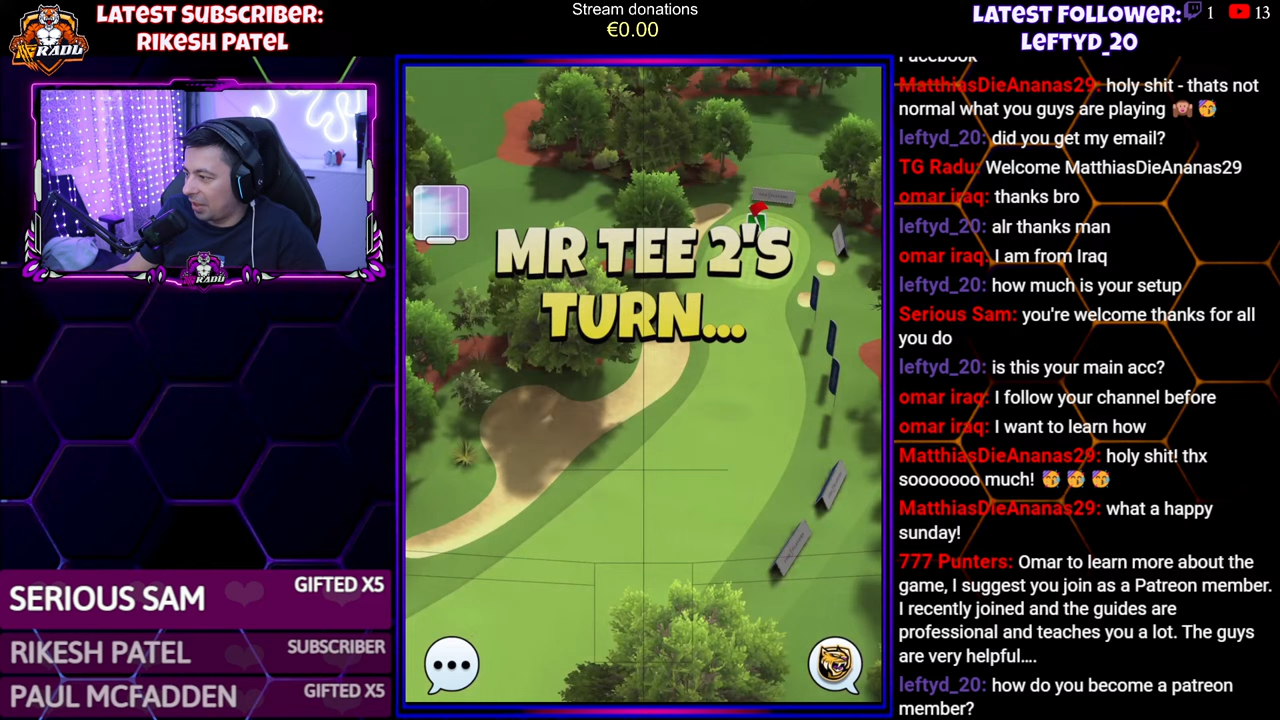 LATEST SUBSCRIBER:
RIKESH PATEL
Stream donations
€0.00
LATEST FOLLOWER:
LEFTYD_20
1
13
RADU
MR TEE 2'S
TURN...
SERIOUS SAM
GIFTED X5
RIKESH PATEL
SUBSCRIBER
PAUL MCFADDEN
GIFTED X5
Facebook
MatthiasDieAnanas29: holy shit - thats not
normal what you guys are playing 🙉 🥳
leftyd_20: did you get my email?
TG Radu: Welcome MatthiasDieAnanas29
omar iraq: thanks bro
leftyd_20: alr thanks man
omar iraq: I am from Iraq
leftyd_20: how much is your setup
Serious Sam: you're welcome thanks for all
you do
leftyd_20: is this your main acc?
omar iraq: I follow your channel before
omar iraq: I want to learn how
MatthiasDieAnanas29: holy shit! thx
sooooooo much! 🥳 🥳 🥳
MatthiasDieAnanas29: what a happy
sunday!
777 Punters: Omar to learn more about the
game, I suggest you join as a Patreon member.
I recently joined and the guides are
professional and teaches you a lot. The guys
are very helpful....
leftyd_20: how do you become a patreon
member?